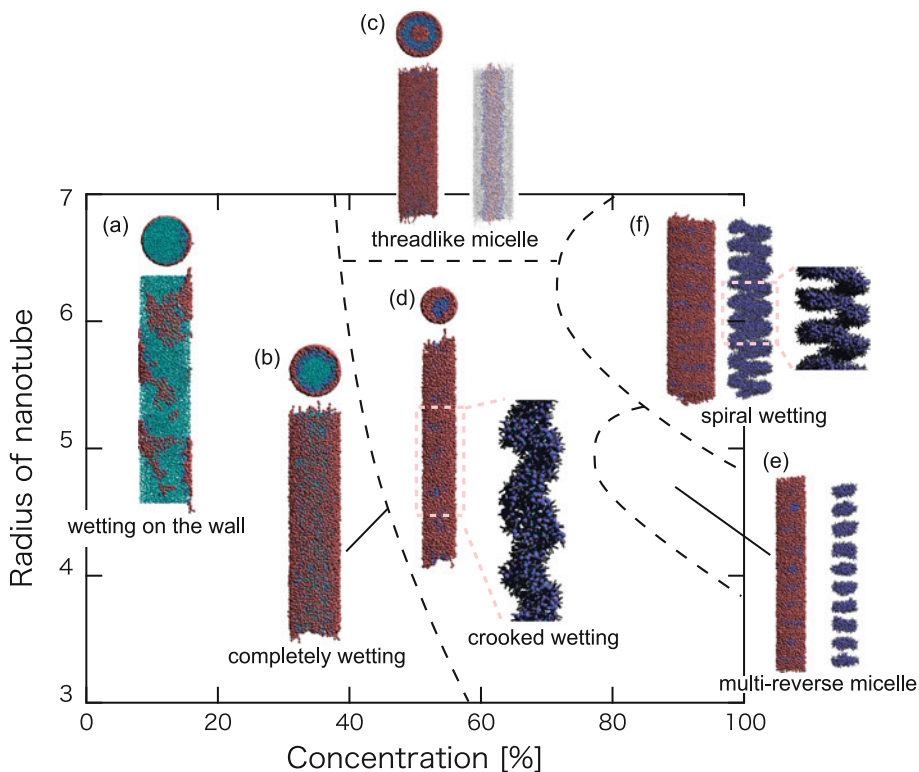 (c)
threadlike micelle
7
(a)
(f)
6
(d)
(b)
spiral wetting
5
(e)
wetting on the wall
Radius of nanotube
4
completely wetting
crooked wetting
multi-reverse micelle
3
0
20
40
60
80
100
Concentration [%]